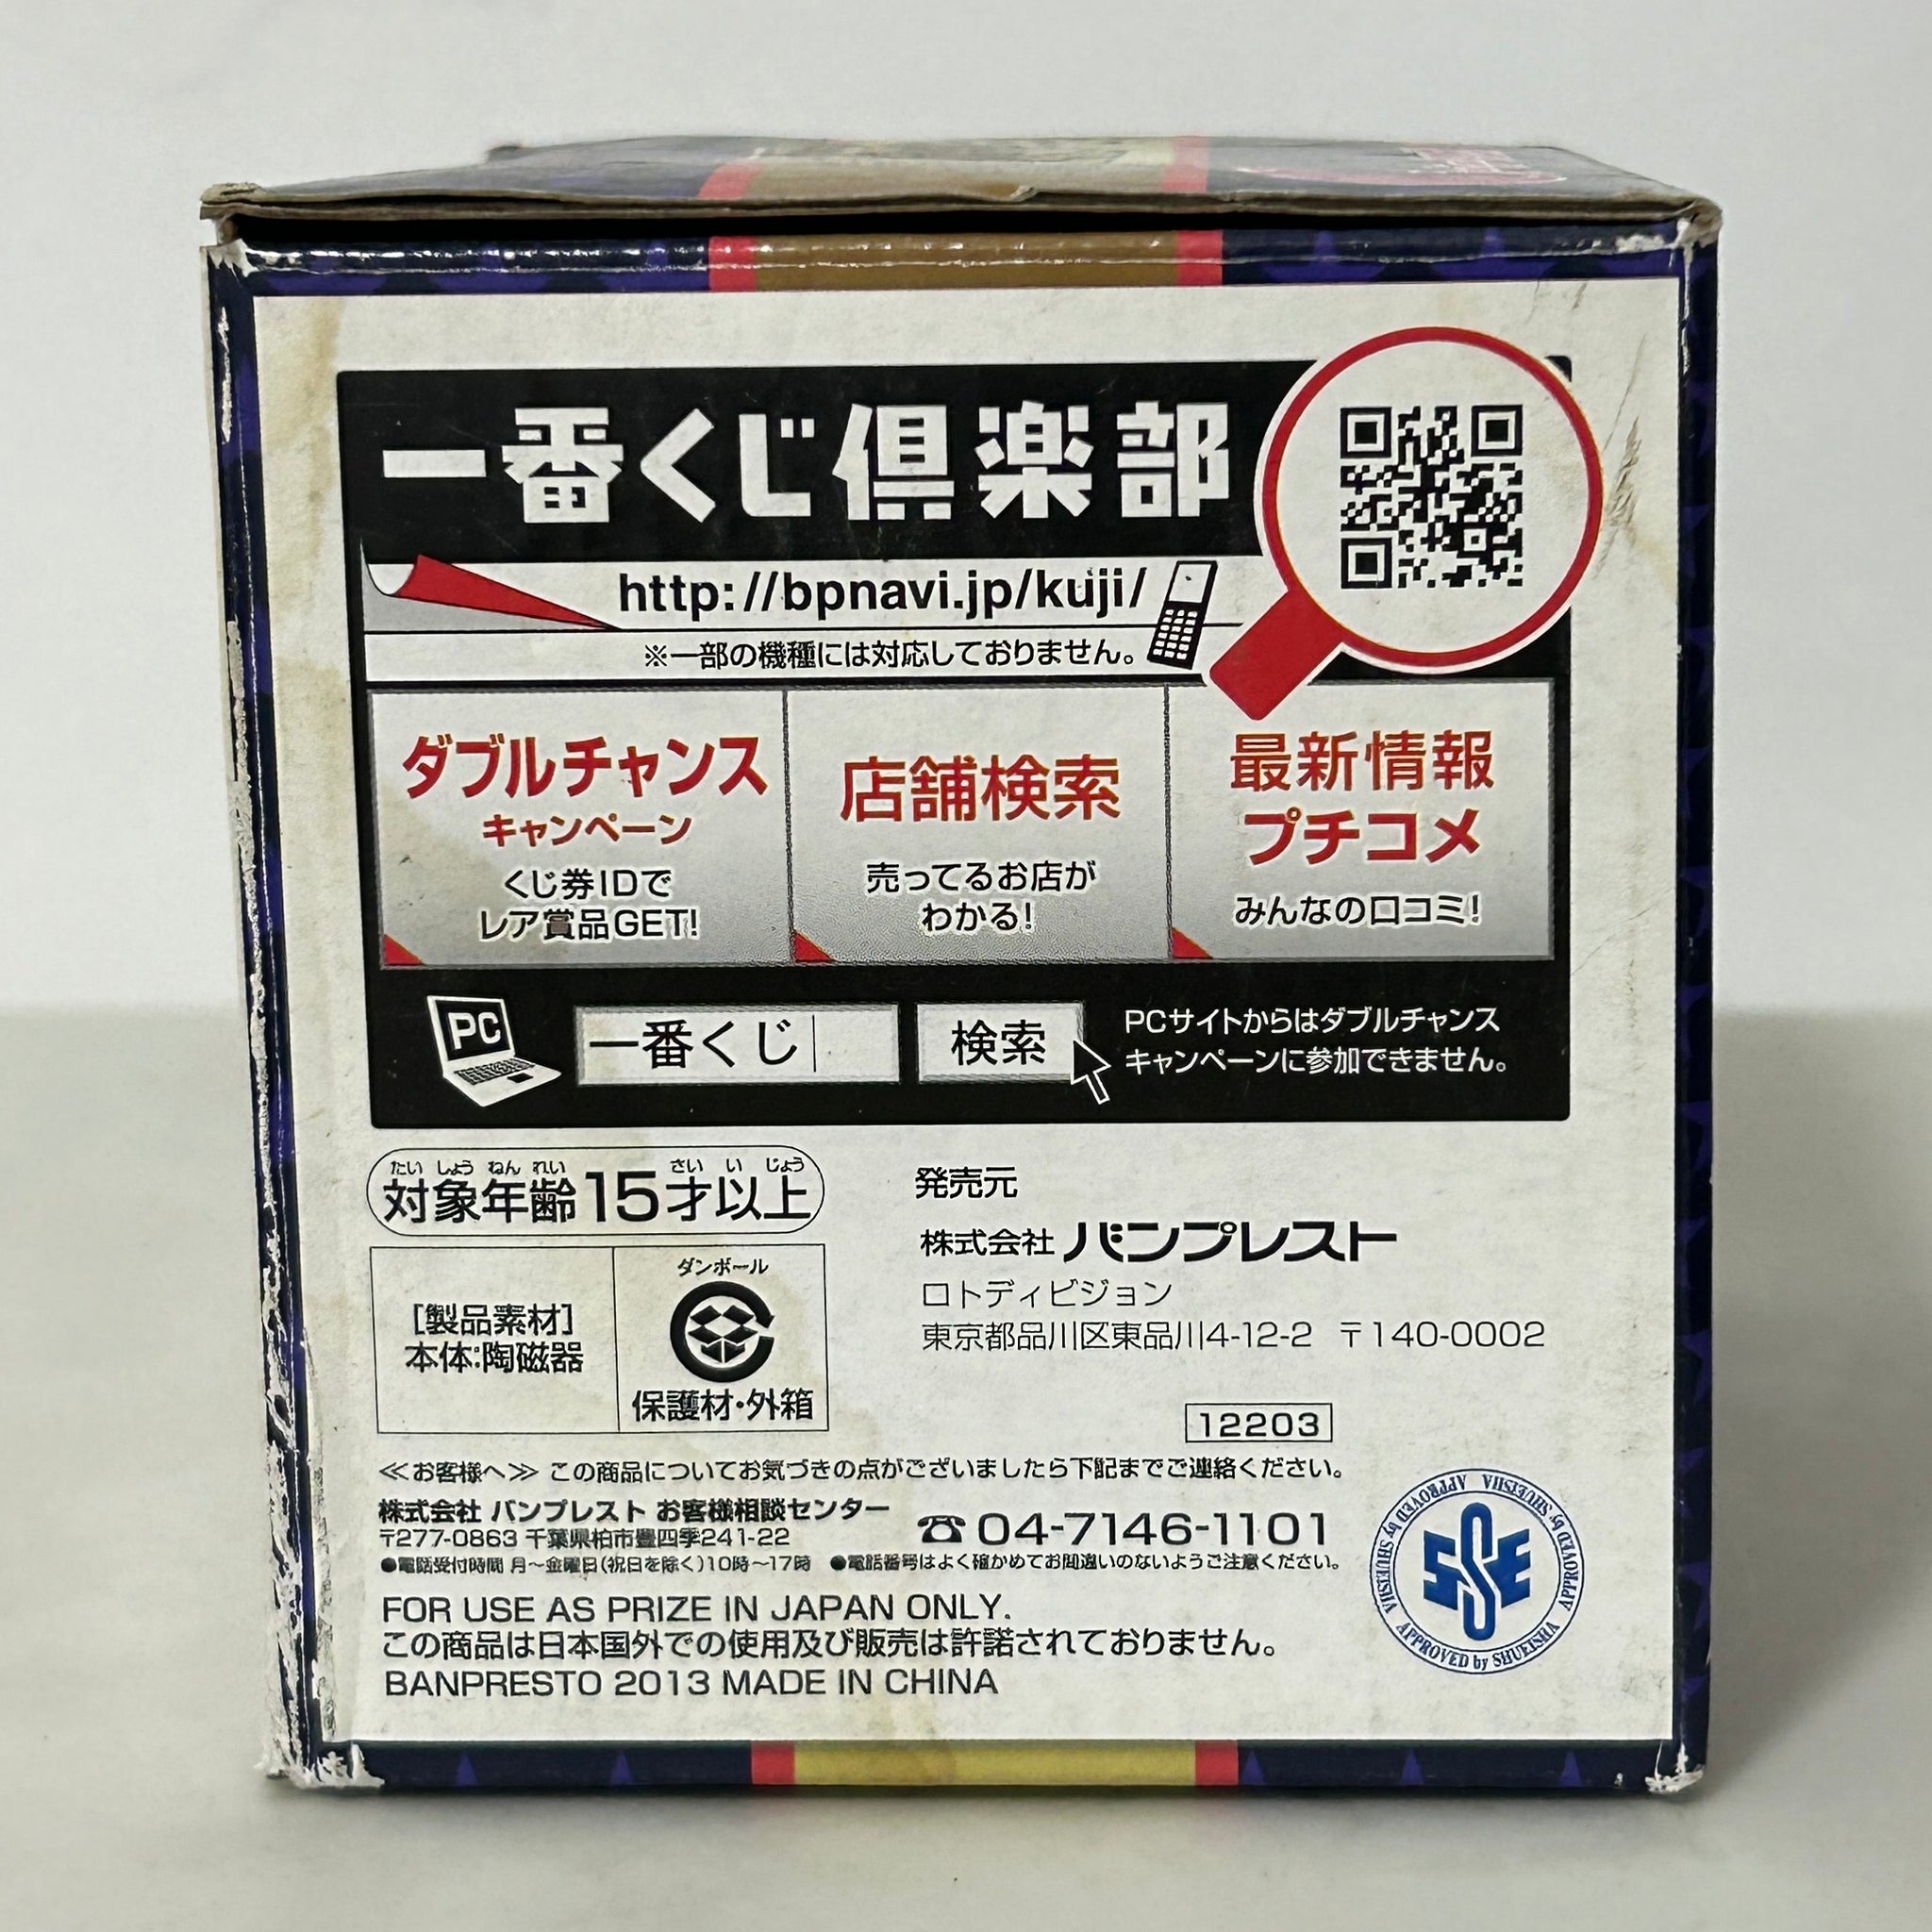 一番くじ倶楽部
http://bpnavi.jp/kuji/
※一部の機種には対応しておりません。
ダブルチャンス
キャンペーン
くじ券IDで
レア賞品GET!
店舗検索
売ってるお店が
わかる!
最新情報
プチコメ
みんなの口コミ!
PC
一番くじ
検索
PCサイトからはダブルチャンス
キャンペーンに参加できません。
たい しょう ねん れい さい い じょう
対象年齢15才以上
[製品素材]
本体:陶磁器
ダンボール
保護材・外箱
発売元
株式会社 バンプレスト
ロトディビジョン
東京都品川区東品川4-12-2 〒140-0002
12203
≪お客様へ≫ この商品についてお気づきの点がございましたら下記までご連絡ください。
株式会社 バンプレスト お客様相談センター
〒277-0863 千葉県柏市豊四季241-22
☎04-7146-1101
●電話受付時間 月〜金曜日(祝日を除く)10時〜17時 ●電話番号はよく確かめてお間違いのないようご注意ください。
FOR USE AS PRIZE IN JAPAN ONLY.
この商品は日本国外での使用及び販売は許諾されておりません。
BANPRESTO 2013 MADE IN CHINA
APPROVED by SHUEISHA APPROVED by SHUEISHA APPROVED by SHUEISHA
SSE